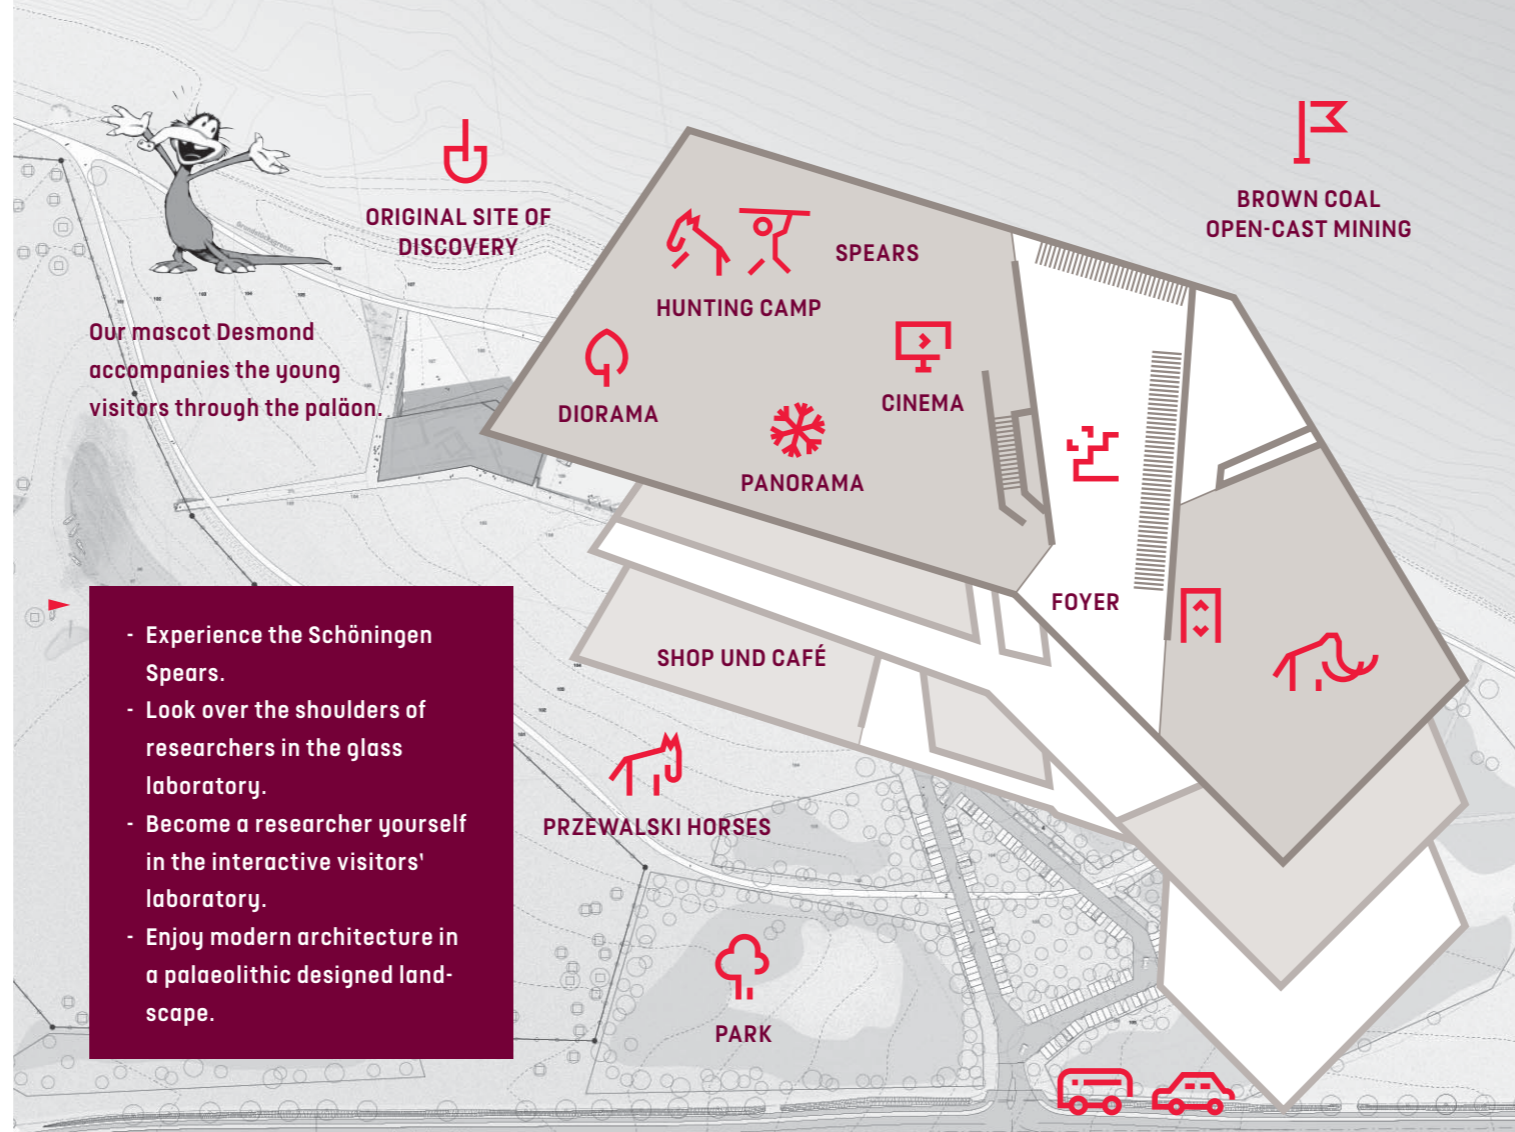 ORIGINAL SITE OF
DISCOVERY
BROWN COAL
OPEN-CAST MINING
SPEARS
HUNTING CAMP
Our mascot Desmond
accompanies the young
visitors through the paläon.
DIORAMA
CINEMA
PANORAMA
FOYER
SHOP UND CAFÉ
- Experience the Schöningen
Spears.
- Look over the shoulders of
researchers in the glass
laboratory.
- Become a researcher yourself
in the interactive visitors'
laboratory.
- Enjoy modern architecture in
a palaeolithic designed land-
scape.
PRZEWALSKI HORSES
PARK